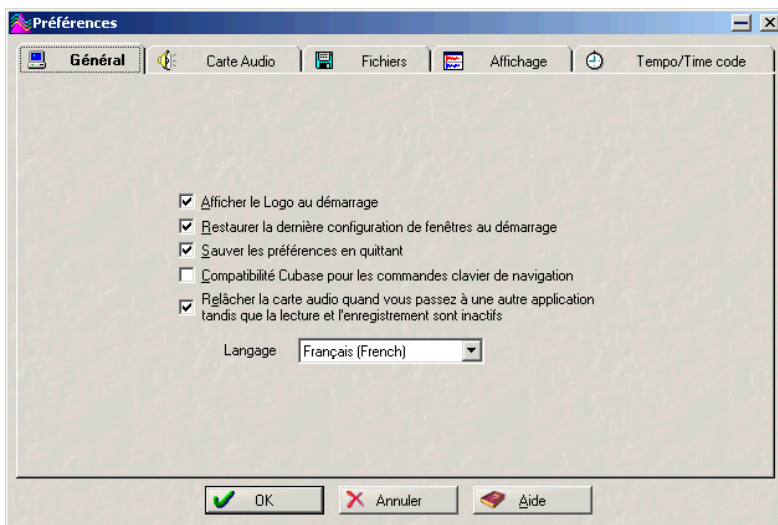 Préférences
Général Carte Audio Fichiers Affichage Tempo/Time code
Afficher le Logo au démarrage
Restaurer la dernière configuration de fenêtres au démarrage
Sauver les préférences en quittant
Compatibilité Cubase pour les commandes clavier de navigation
Relâcher la carte audio quand vous passez à une autre application
tandis que la lecture et l'enregistrement sont inactifs
Langage Français (French)
OK Annuler Aide